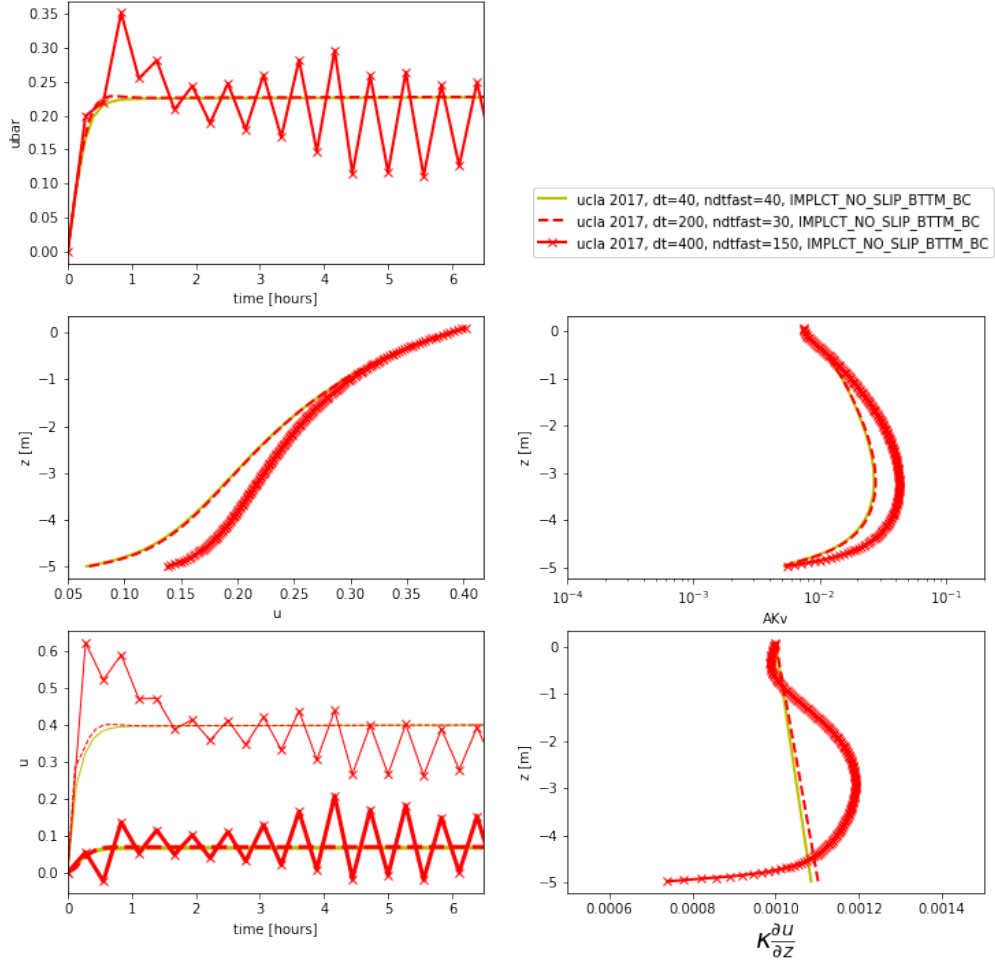 0.35
0.30
0.25
0.20
0.15
0.10
0.05
0.00
ubar
0 1 2 3 4 5 6
time [hours]
ucla 2017, dt=40, ndtfast=40, IMPLCT_NO_SLIP_BTTM_BC
ucla 2017, dt=200, ndtfast=30, IMPLCT_NO_SLIP_BTTM_BC
ucla 2017, dt=400, ndtfast=150, IMPLCT_NO_SLIP_BTTM_BC
0
−1
−2
−3
−4
−5
z [m]
0.05 0.10 0.15 0.20 0.25 0.30 0.35 0.40
u
0
−1
−2
−3
−4
−5
z [m]
10⁻⁴ 10⁻³ 10⁻² 10⁻¹
AKv
0.6
0.5
0.4
0.3
0.2
0.1
0.0
u
0 1 2 3 4 5 6
time [hours]
0
−1
−2
−3
−4
−5
z [m]
0.0006 0.0008 0.0010 0.0012 0.0014
K ∂u/∂z